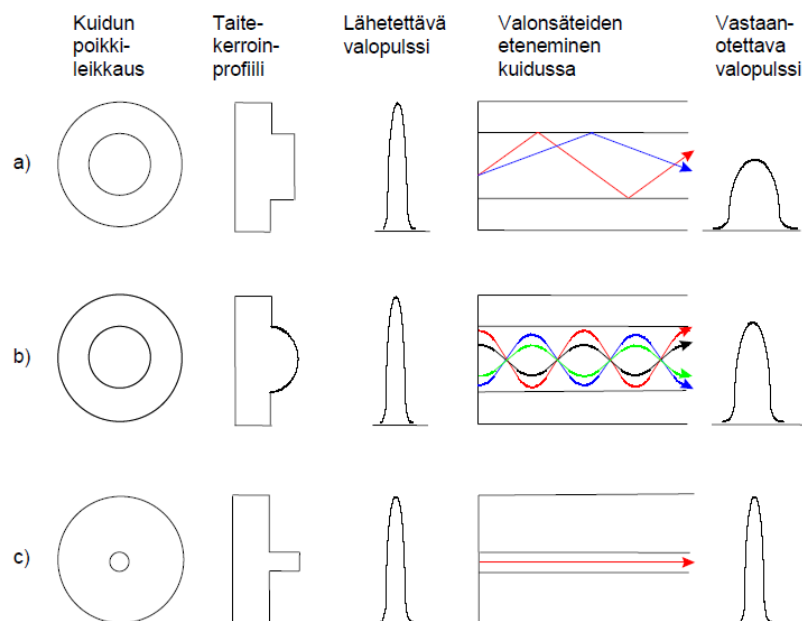 Kuidun
poikki-
leikkaus
Taite-
kerroin-
profiili
Lähetettävä
valopulssi
Valonsäteiden
eteneminen
kuidussa
Vastaan-
otettava
valopulssi
a)
b)
c)